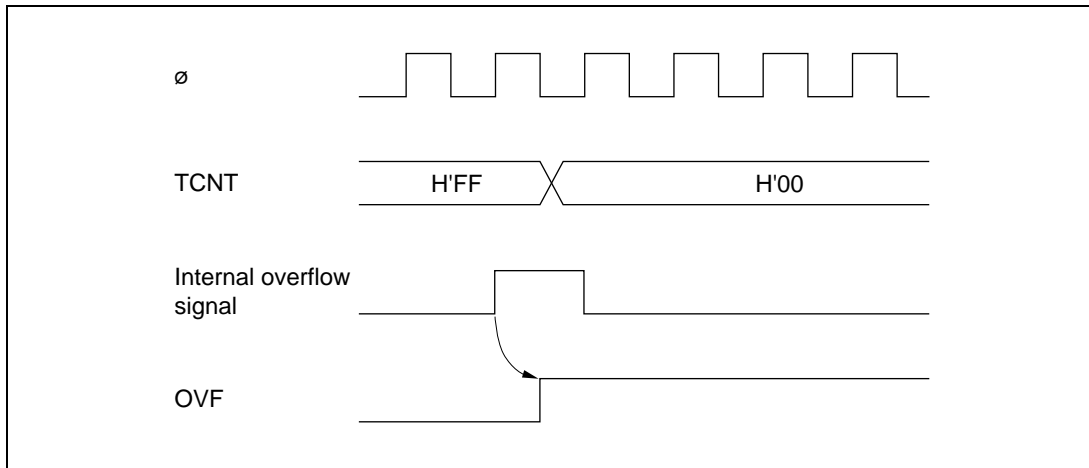 ø
TCNT
H'FF
H'00
Internal overflow
signal
OVF